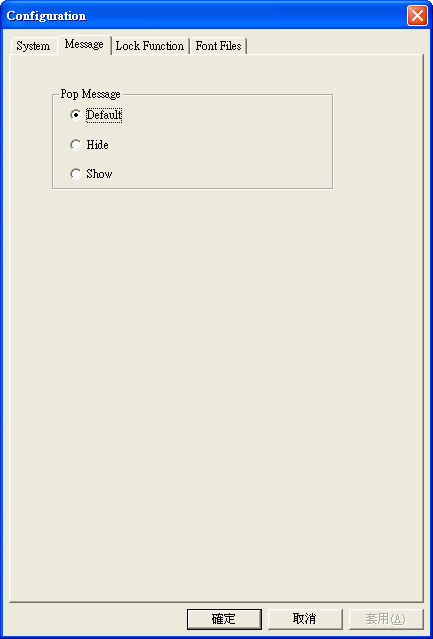 Configuration
System Message Lock Function Font Files
Pop Message
Default
Hide
Show
確定 取消 套用(A)